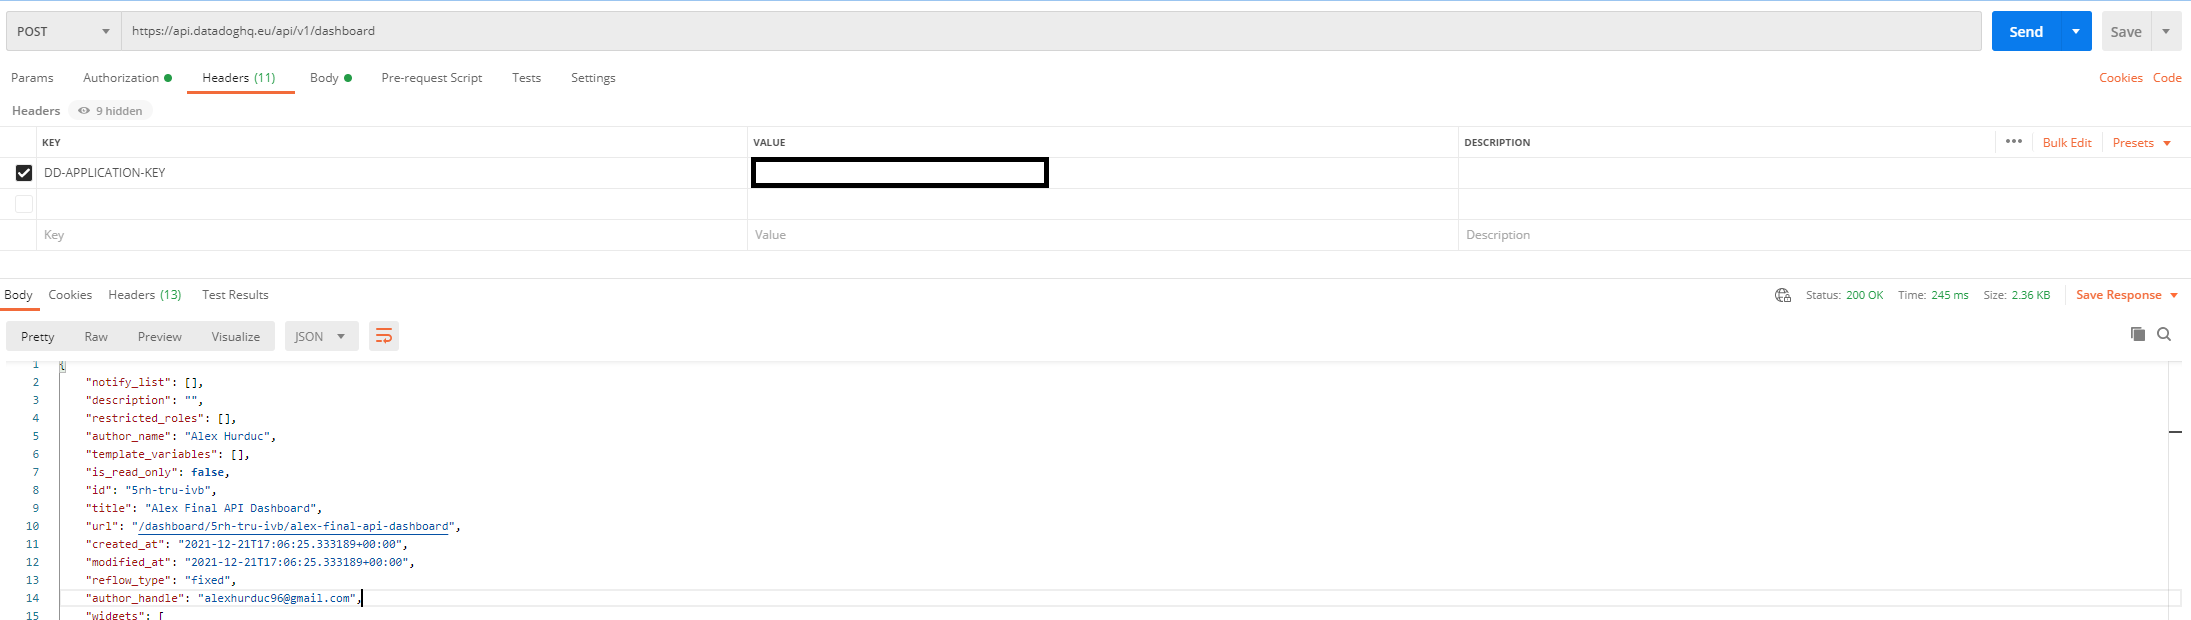 POST https://api.datadoghq.eu/api/v1/dashboard Send Save
Params Authorization Headers (11) Body Pre-request Script Tests Settings Cookies Code
Headers 9 hidden
KEY VALUE DESCRIPTION ••• Bulk Edit Presets
DD-APPLICATION-KEY
Key Value Description
Body Cookies Headers (13) Test Results Status: 200 OK Time: 245 ms Size: 2.36 KB Save Response
Pretty Raw Preview Visualize JSON
1 {
2 "notify_list": [],
3 "description": "",
4 "restricted_roles": [],
5 "author_name": "Alex Hurduc",
6 "template_variables": [],
7 "is_read_only": false,
8 "id": "5rh-tru-ivb",
9 "title": "Alex Final API Dashboard",
10 "url": "/dashboard/5rh-tru-ivb/alex-final-api-dashboard",
11 "created_at": "2021-12-21T17:06:25.333189+00:00",
12 "modified_at": "2021-12-21T17:06:25.333189+00:00",
13 "reflow_type": "fixed",
14 "author_handle": "alexhurduc96@gmail.com",
15 "widgets": [